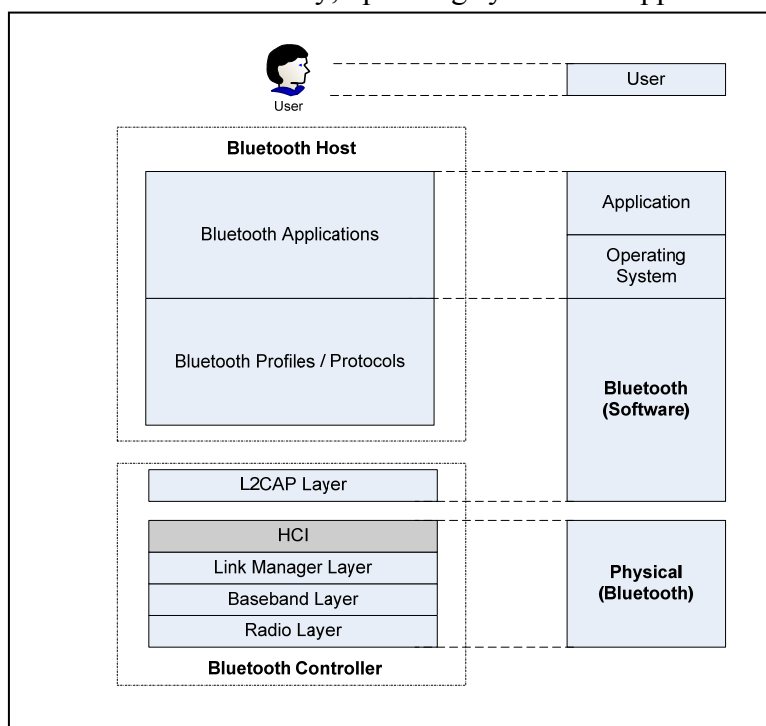 User
User
Bluetooth Host
Bluetooth Applications
Application
Operating
System
Bluetooth Profiles / Protocols
Bluetooth
(Software)
L2CAP Layer
HCI
Link Manager Layer
Physical
(Bluetooth)
Baseband Layer
Radio Layer
Bluetooth Controller